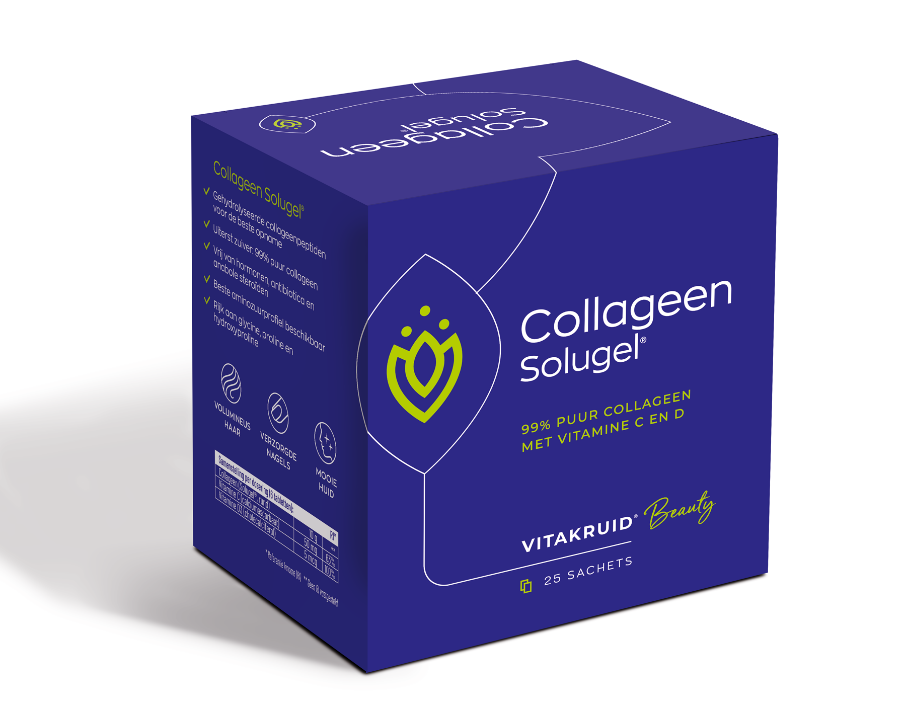 Collageen
Solugel®
Collageen Solugel®
Gehydrolyseerde collageenpeptiden
voor de beste opname
Uiterst zuiver: 99% puur collageen
Vrij van hormonen, antibiotica en
anabole steroïden
Beste aminozuurprofiel beschikbaar
Rijk aan glycine, proline en
hydroxyproline
VOLUMINEUS
HAAR
VERZORGDE
NAGELS
MOOIE
HUID
Collageen
Solugel®
99% PUUR COLLAGEEN
MET VITAMINE C EN D
VITAKRUID® Beauty
25 SACHETS